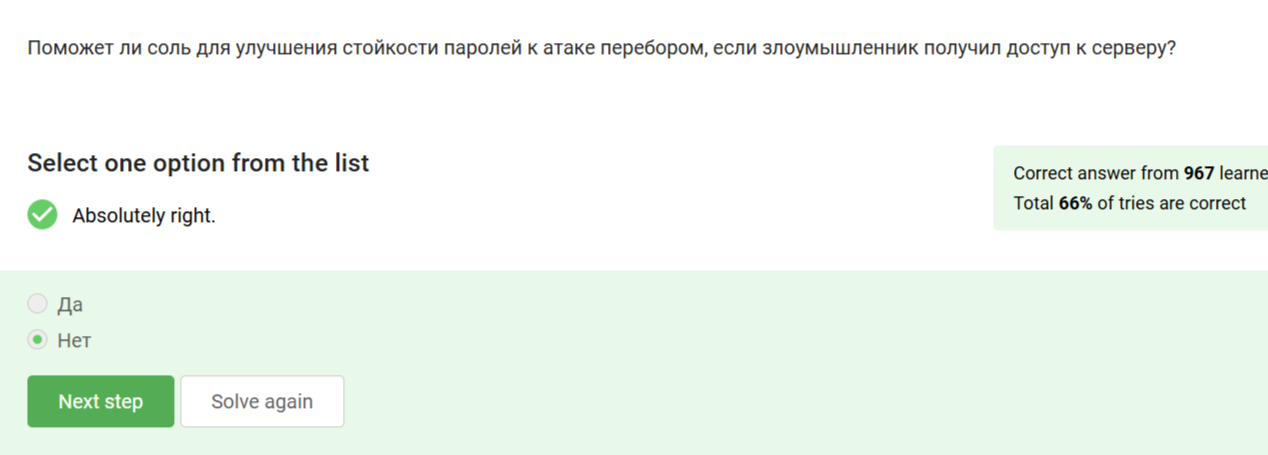 Поможет ли соль для улучшения стойкости паролей к атаке перебором, если злоумышленник получил доступ к серверу?
Select one option from the list
Absolutely right.
Correct answer from 967 learne
Total 66% of tries are correct
Да
Нет
Next step
Solve again